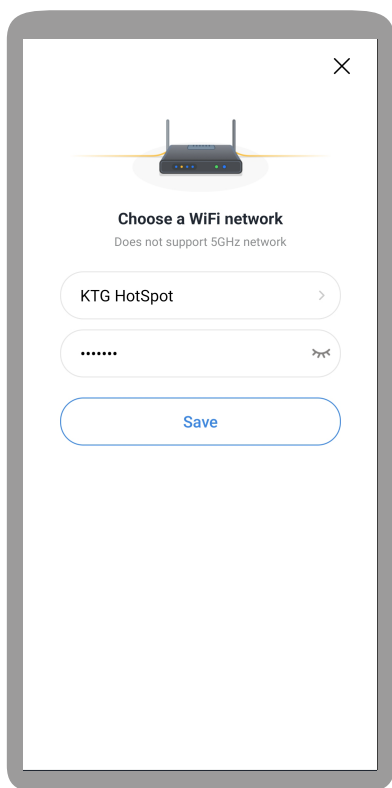 Choose a WiFi network
Does not support 5GHz network
KTG HotSpot
•••••••
Save